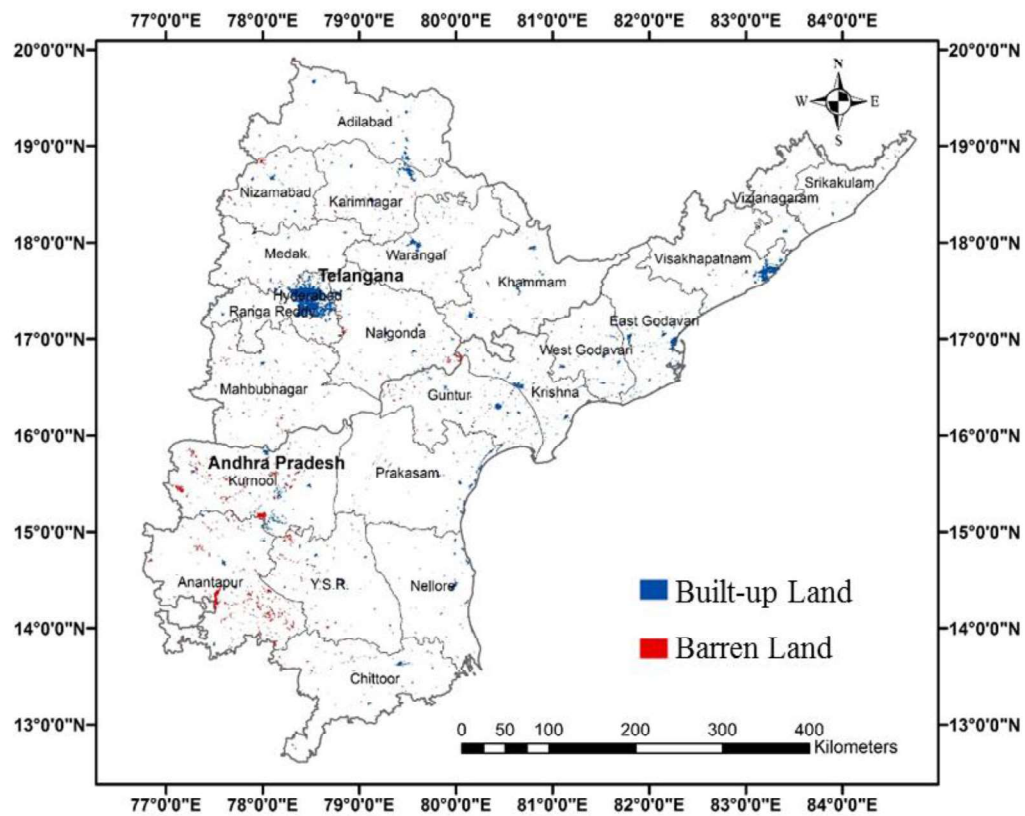 77°0'0"E 78°0'0"E 79°0'0"E 80°0'0"E 81°0'0"E 82°0'0"E 83°0'0"E 84°0'0"E
20°0'0"N 20°0'0"N
N
W E
S
Adilabad
19°0'0"N 19°0'0"N
Srikakulam
Nizamabad
Vizianagaram
Karimnagar
18°0'0"N 18°0'0"N
Medak
Warangal
Visakhapatnam
Telangana
Khammam
Hyderabad
Ranga Reddy
East Godavari
17°0'0"N 17°0'0"N
Nalgonda
West Godavari
Mahbubnagar
Guntur
Krishna
16°0'0"N 16°0'0"N
Andhra Pradesh
Kurnool
Prakasam
15°0'0"N 15°0'0"N
Anantapur
Y.S.R.
Nellore
Built-up Land
14°0'0"N 14°0'0"N
Barren Land
Chittoor
13°0'0"N 13°0'0"N
0 50 100 200 300 400
Kilometers
77°0'0"E 78°0'0"E 79°0'0"E 80°0'0"E 81°0'0"E 82°0'0"E 83°0'0"E 84°0'0"E